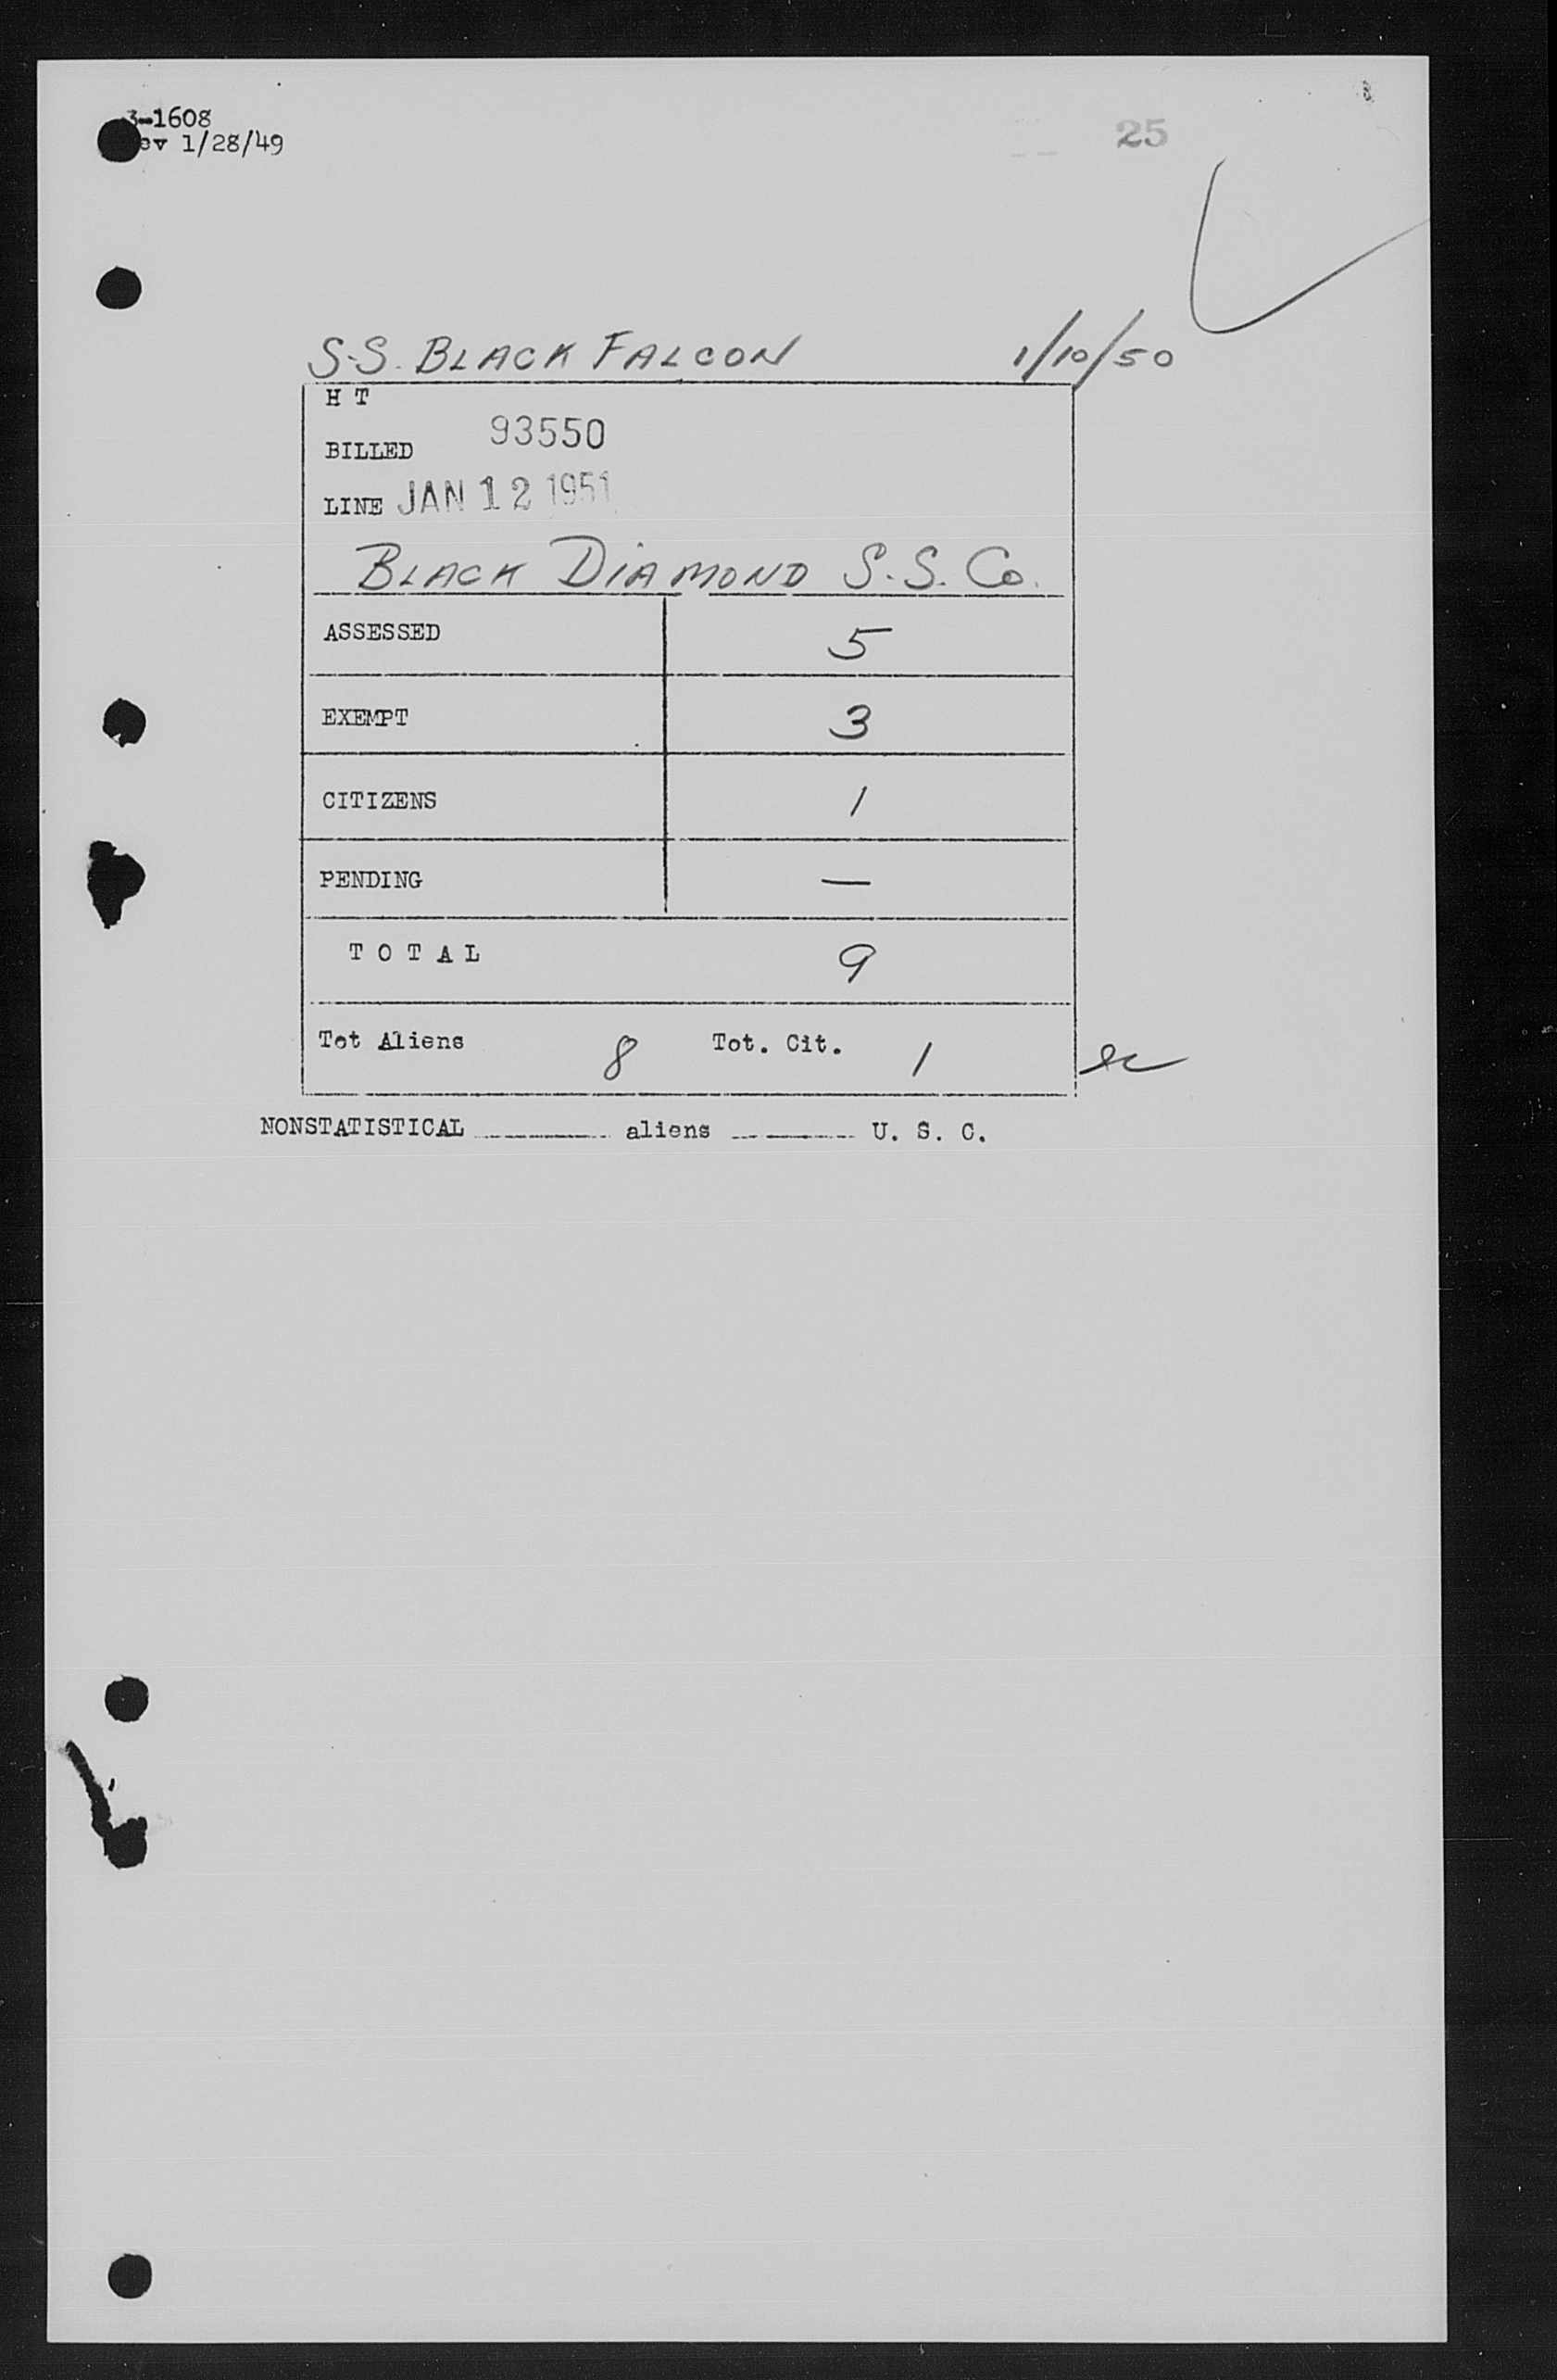 3-1608
ev 1/28/49
25
S.S. BLACK FALCON 1/10/50
H T
BILLED 93550
LINE JAN 12 1951
BLACK DIAMOND S.S. Co.
ASSESSED 5
EXEMPT 3
CITIZENS 1
PENDING —
T O T A L 9
Tot Aliens 8 Tot. Cit. 1
NONSTATISTICAL aliens U. S. C.